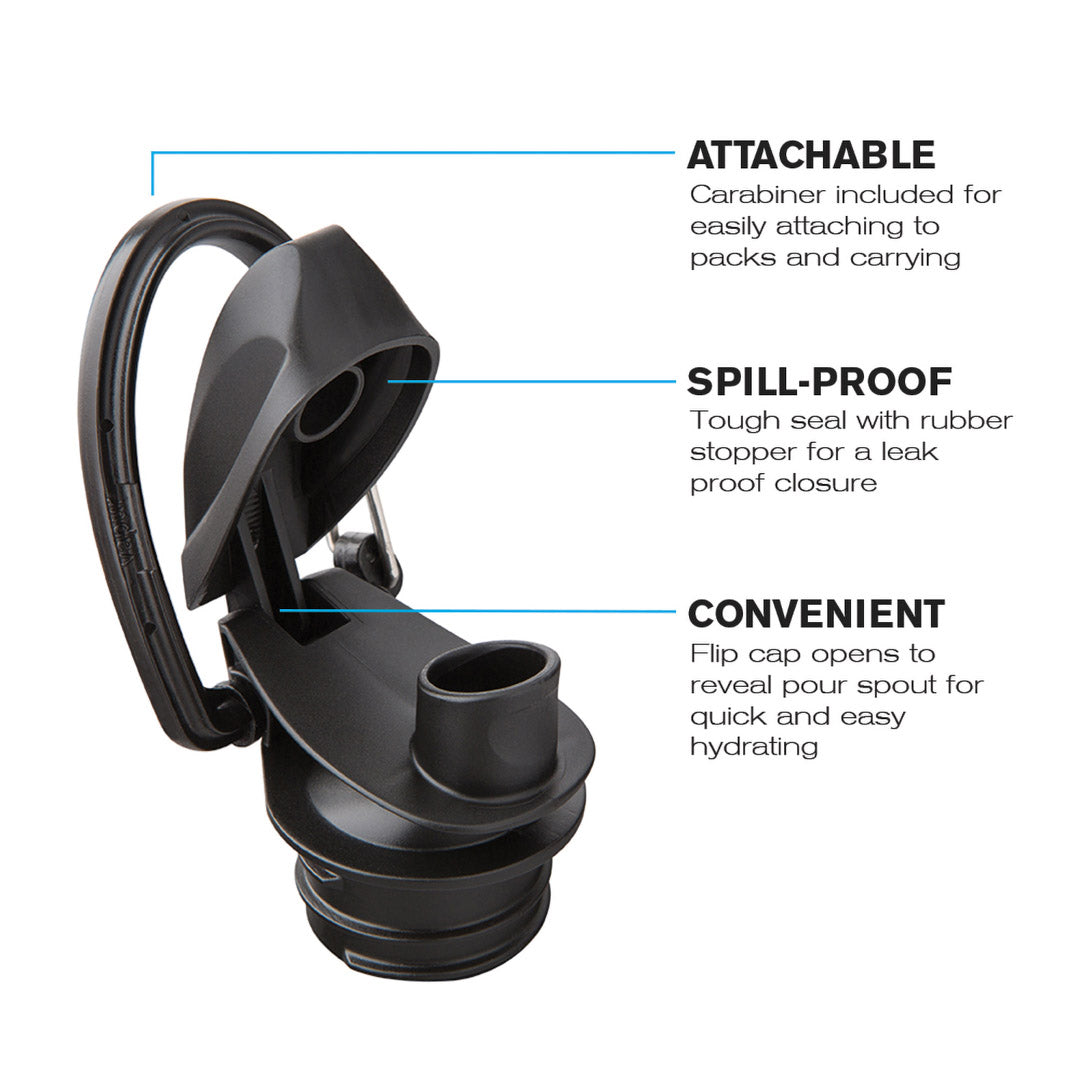 ATTACHABLE
Carabiner included for
easily attaching to
packs and carrying
SPILL-PROOF
Tough seal with rubber
stopper for a leak
proof closure
CONVENIENT
Flip cap opens to
reveal pour spout for
quick and easy
hydrating